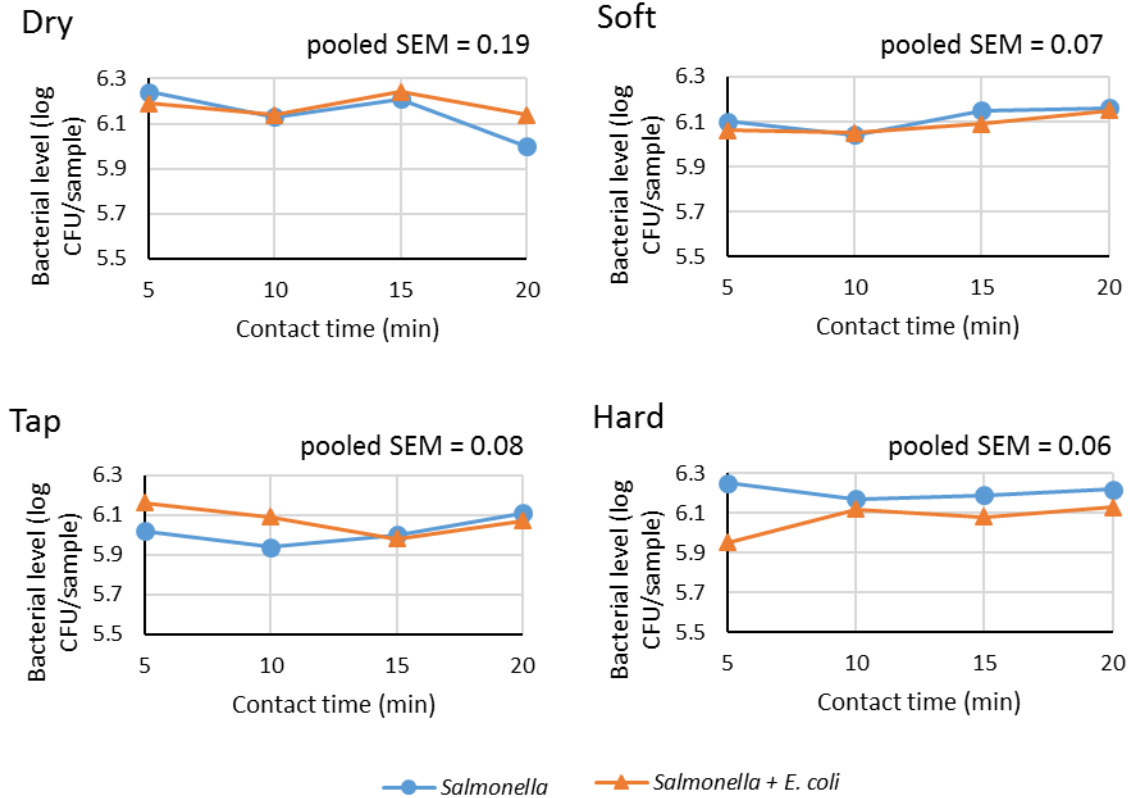 Dry
pooled SEM = 0.19
Bacterial level (log
CFU/sample)
6.3
6.1
5.9
5.7
5.5
5 10 15 20
Contact time (min)
Soft
pooled SEM = 0.07
Bacterial level (log
CFU/sample)
6.3
6.1
5.9
5.7
5.5
5 10 15 20
Contact time (min)
Tap
pooled SEM = 0.08
Bacterial level (log
CFU/sample)
6.3
6.1
5.9
5.7
5.5
5 10 15 20
Contact time (min)
Hard
pooled SEM = 0.06
Bacterial level (log
CFU/sample)
6.3
6.1
5.9
5.7
5.5
5 10 15 20
Contact time (min)
Salmonella
Salmonella + E. coli